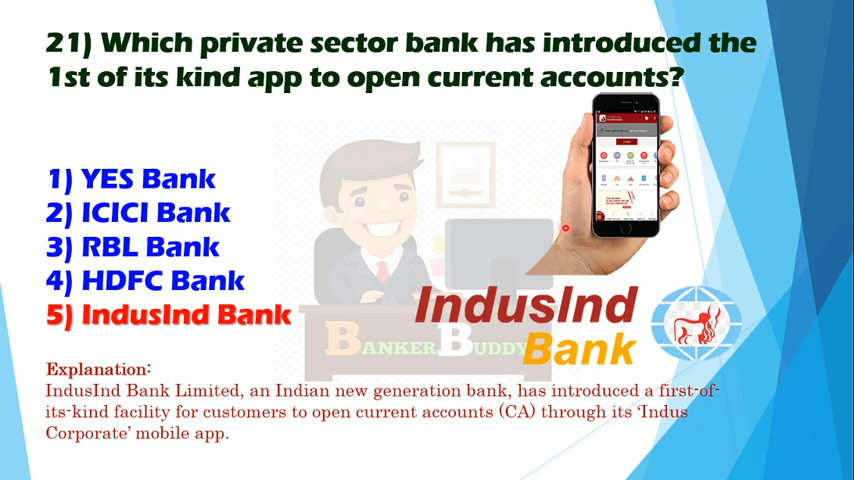 21) Which private sector bank has introduced the
1st of its kind app to open current accounts?
1) YES Bank
2) ICICI Bank
3) RBL Bank
4) HDFC Bank
5) IndusInd Bank
IndusInd
Bank
BANKER BUDDY
Explanation:
IndusInd Bank Limited, an Indian new generation bank, has introduced a first-of-
its-kind facility for customers to open current accounts (CA) through its ‘Indus
Corporate’ mobile app.